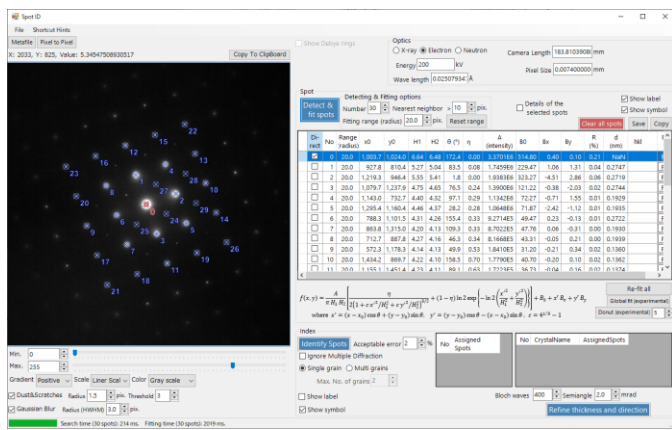 Spot ID
File Shortcut Hints
Metafile Pixel to Pixel
X: 2033, Y: 825, Value: 5.34547508930517
Copy To ClipBoard
Show Debye rings
Optics
X-ray Electron Neutron
Energy 200 kV
Wave length 0.02507934 Å
Camera Length 183.8103908 mm
Pixel Size 0.007400000 mm
Spot
Detect & fit spots
Detecting & Fitting options
Number 30 Nearest neighbor > 10 pix.
Fitting range (radius) 20.0 pix. Reset range
Details of the selected spots
Show label
Show symbol
Clear all spots Save Copy
Direct No Range (radius) x0 y0 H1 H2 θ (°) η A (intensity) B0 Bx By R (%) d (nm) hkl
0 20.0 1,003.7 1,024.0 6.64 6.48 172.4 0.00 3.3701E6 514.80 0.40 0.10 0.21 NaN
1 20.0 927.8 810.4 5.27 5.04 83.5 0.08 1.7459E6 229.47 1.06 1.31 0.04 0.2747
2 20.0 1,219.3 946.4 5.55 5.41 1.8 0.00 1.9383E6 323.27 -4.51 2.86 0.06 0.2719
3 20.0 1,079.7 1,237.9 4.75 4.65 76.5 0.24 1.3900E6 121.22 -0.38 -2.03 0.02 0.2744
4 20.0 1,143.0 732.7 4.40 4.32 97.1 0.29 1.1342E6 72.27 -0.71 1.55 0.01 0.1929
5 20.0 1,295.4 1,160.4 4.46 4.37 28.2 0.28 1.0648E6 71.87 -2.42 -1.12 0.02 0.1935
6 20.0 788.3 1,101.5 4.31 4.26 155.4 0.33 9.2714E5 49.47 0.23 -0.13 0.01 0.2722
7 20.0 863.8 1,315.0 4.20 4.13 109.3 0.33 8.7022E5 47.76 0.06 -0.31 0.00 0.1930
8 20.0 712.7 887.8 4.27 4.16 46.3 0.34 8.1668E5 43.31 -0.05 0.21 0.00 0.1939
9 20.0 572.3 1,178.3 4.14 4.13 49.9 0.53 1.8410E5 31.20 -0.21 0.34 0.00 0.1360
10 20.0 1,434.2 869.7 4.22 4.10 158.5 0.70 1.7790E5 40.70 -0.20 0.10 0.02 0.1362
where x′ = (x − x₀) cos θ + (y − y₀) sin θ, y′ = (y − y₀) cos θ − (x − x₀) sin θ, ε = 4^(1/3) − 1
Re-fit all
Global fit (experimental)
Donut (experimental) 5
Min. 0
Max. 255
Gradient Positive Scale Liner Scal Color Gray scale
Dust&Scratches Radius 1.5 pix. Threshold 3
Gaussian Blur Radius (HWHM) 3.0 pix.
Index
Identify Spots Acceptable error 2 %
Ignore Multiple Diffraction
Single grain Multi grains
Max. No. of grains 2
Show label
Show symbol
No Assigned Spots
No CrystalName AssignedSpots
Bloch waves 400 Semiangle 2.0 mrad
Refine thickness and direction
Search time (30 spots): 214 ms. Fitting time (30 spots): 2019 ms.